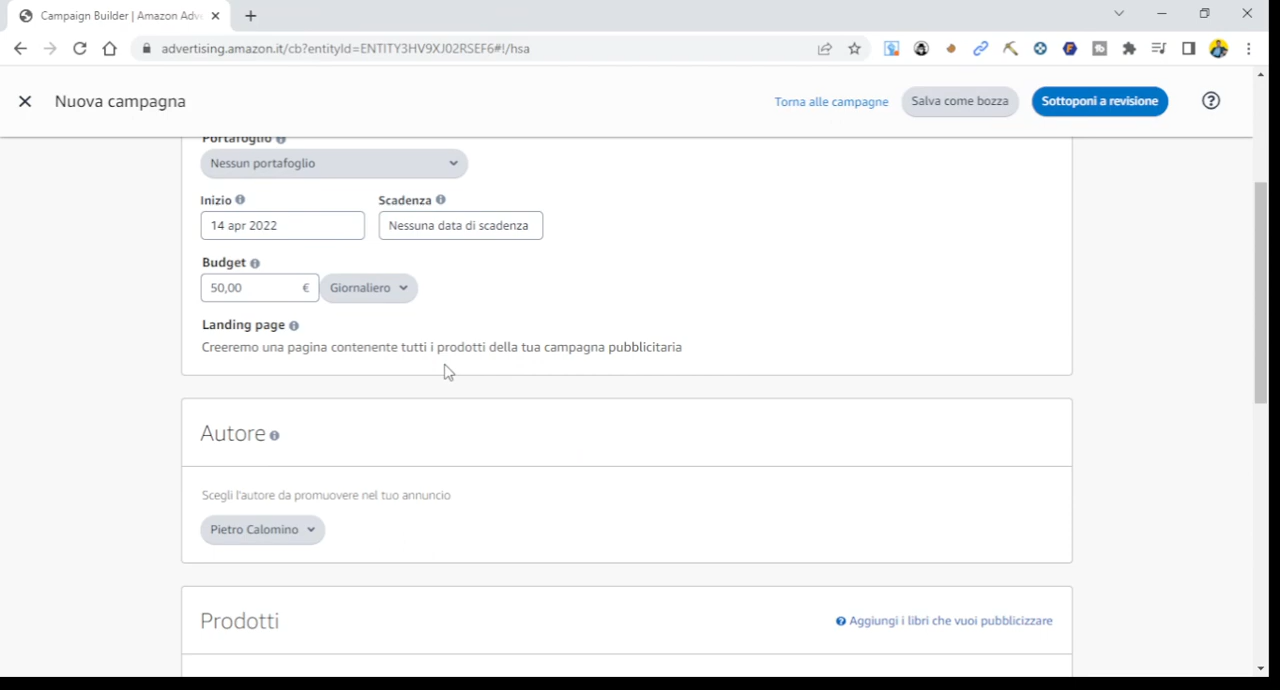 Campaign Builder | Amazon Adv
advertising.amazon.it/cb?entityId=ENTITY3HV9XJ02RSEF6#!/hsa
Nuova campagna
Torna alle campagne
Salva come bozza
Sottoponi a revisione
Portafoglio
Nessun portafoglio
Inizio
Scadenza
14 apr 2022
Nessuna data di scadenza
Budget
50,00 €
Giornaliero
Landing page
Creeremo una pagina contenente tutti i prodotti della tua campagna pubblicitaria
Autore
Scegli l'autore da promuovere nel tuo annuncio
Pietro Calomino
Prodotti
Aggiungi i libri che vuoi pubblicizzare